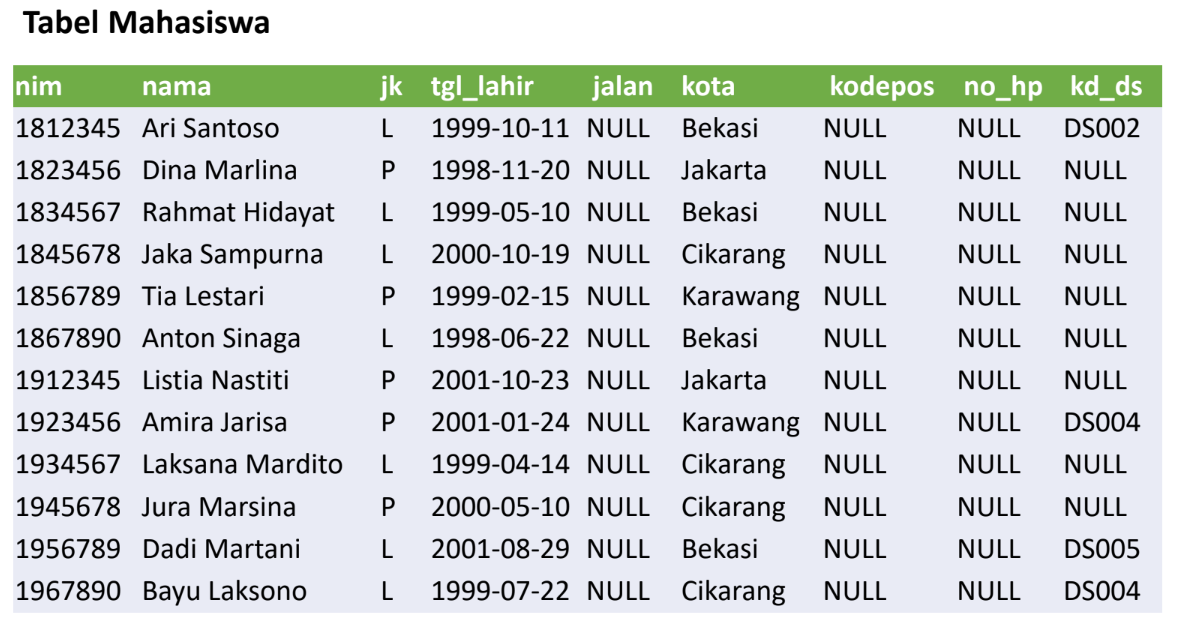 Tabel Mahasiswa
nim nama jk tgl_lahir jalan kota kodepos no_hp kd_ds
1812345 Ari Santoso L 1999-10-11 NULL Bekasi NULL NULL DS002
1823456 Dina Marlina P 1998-11-20 NULL Jakarta NULL NULL NULL
1834567 Rahmat Hidayat L 1999-05-10 NULL Bekasi NULL NULL NULL
1845678 Jaka Sampurna L 2000-10-19 NULL Cikarang NULL NULL NULL
1856789 Tia Lestari P 1999-02-15 NULL Karawang NULL NULL NULL
1867890 Anton Sinaga L 1998-06-22 NULL Bekasi NULL NULL NULL
1912345 Listia Nastiti P 2001-10-23 NULL Jakarta NULL NULL NULL
1923456 Amira Jarisa P 2001-01-24 NULL Karawang NULL NULL DS004
1934567 Laksana Mardito L 1999-04-14 NULL Cikarang NULL NULL NULL
1945678 Jura Marsina P 2000-05-10 NULL Cikarang NULL NULL NULL
1956789 Dadi Martani L 2001-08-29 NULL Bekasi NULL NULL DS005
1967890 Bayu Laksono L 1999-07-22 NULL Cikarang NULL NULL DS004